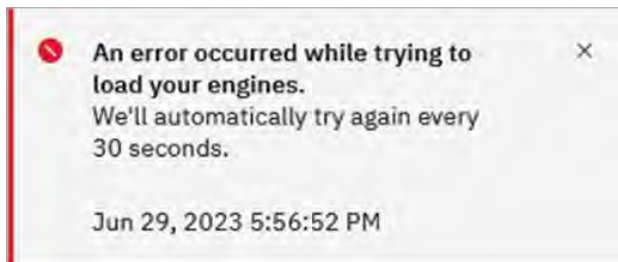 An error occurred while trying to
load your engines.
We'll automatically try again every
30 seconds.
Jun 29, 2023 5:56:52 PM